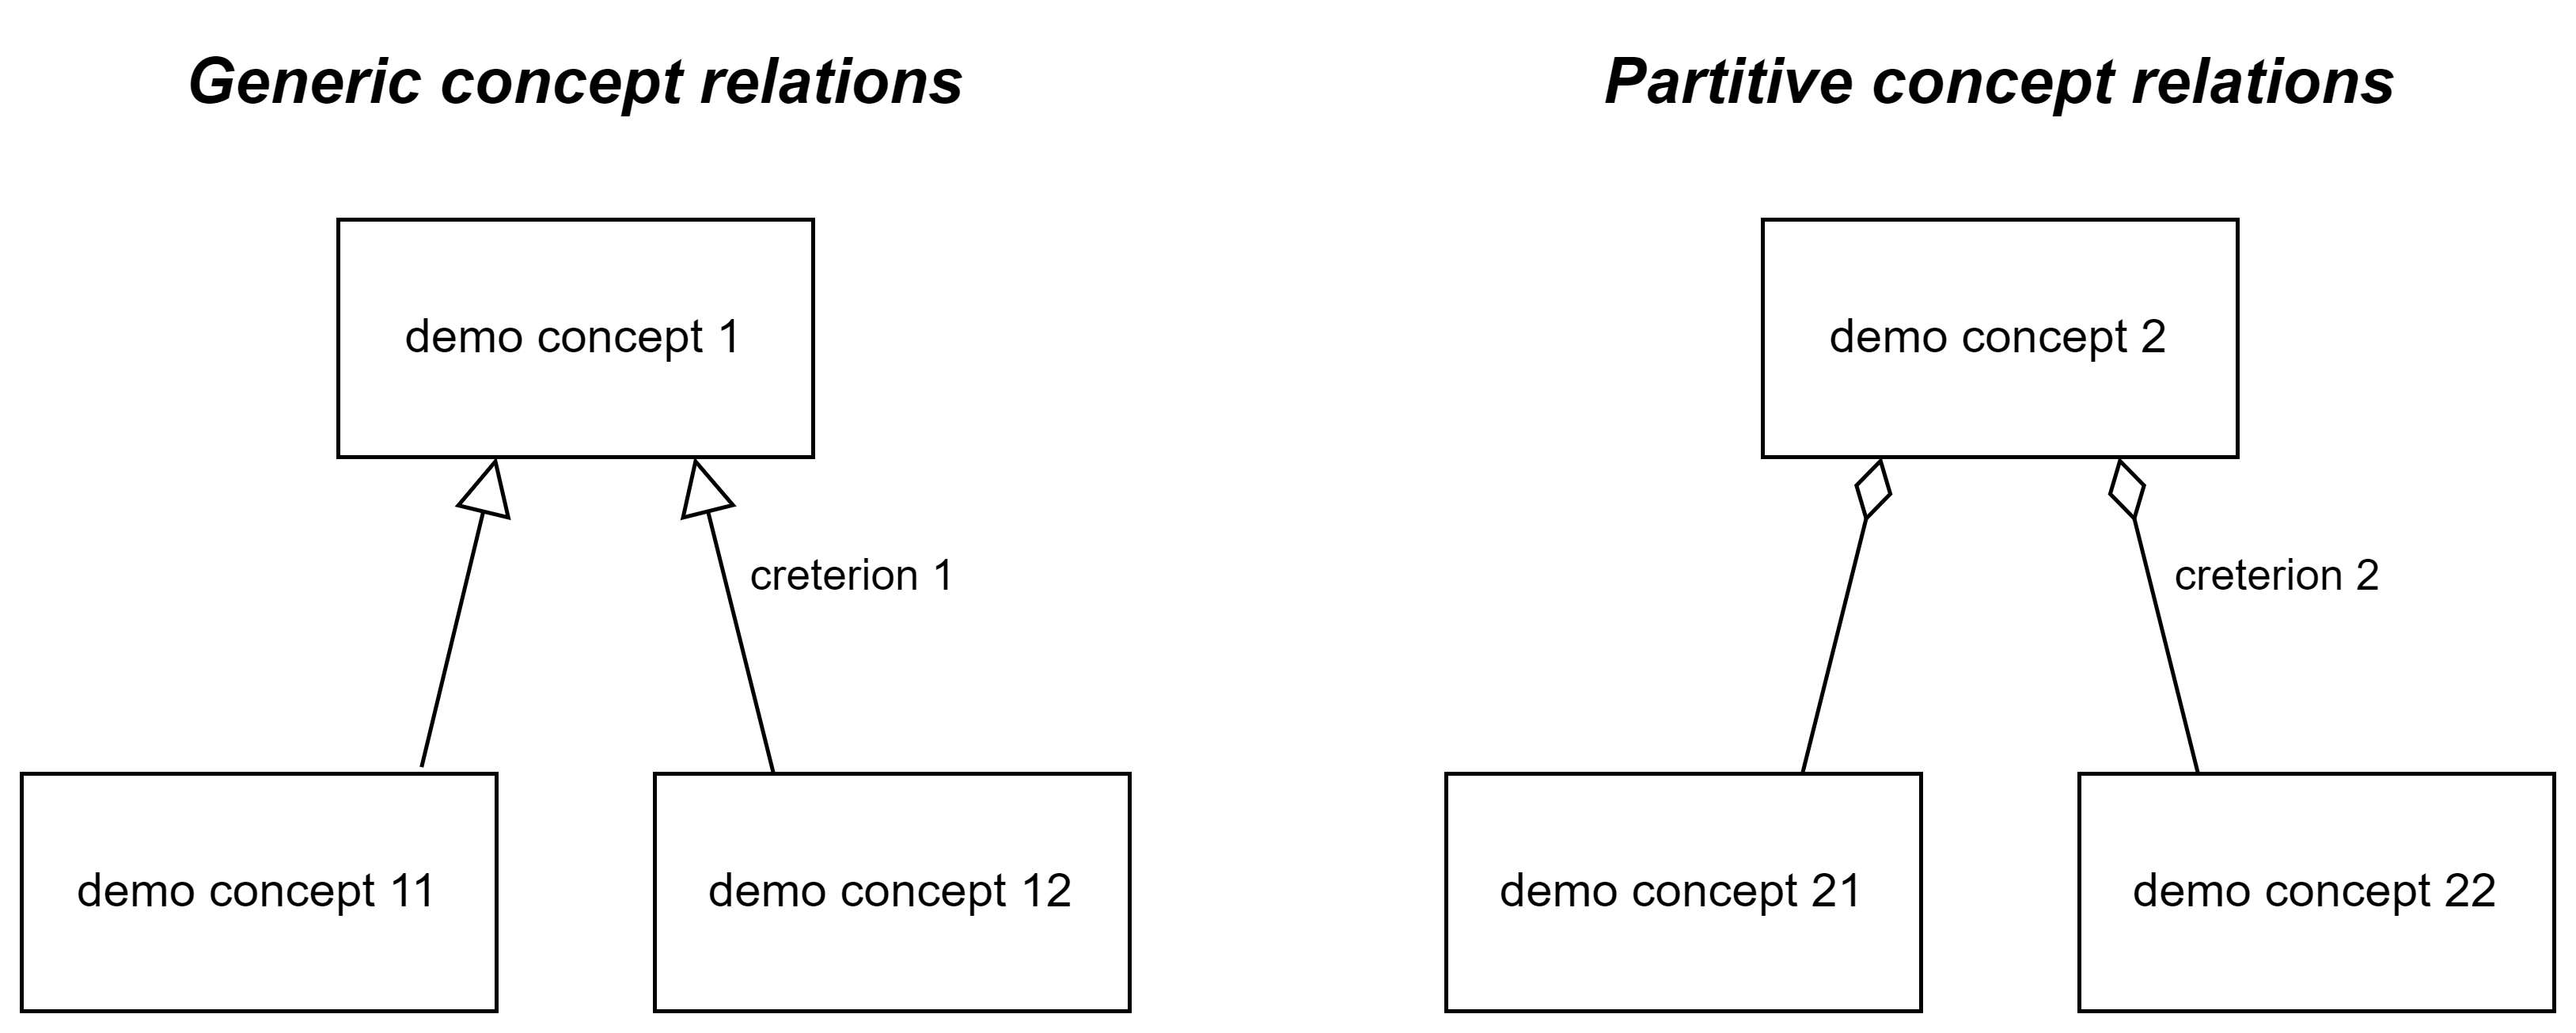 Generic concept relations
Partitive concept relations
demo concept 1
demo concept 2
creterion 1
creterion 2
demo concept 11
demo concept 12
demo concept 21
demo concept 22